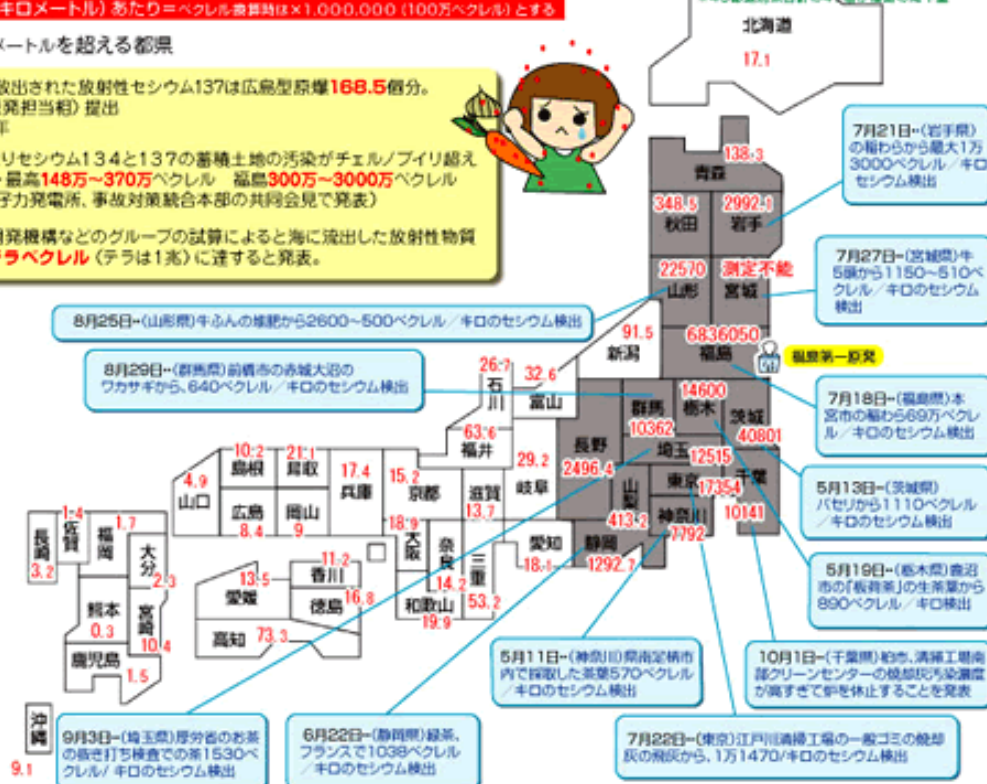 キロメートル）あたり＝ベクレル換算時は×1.000.000（100万ベクレル）とする
メートルを超える都県
放出された放射性セシウム137は広島型原爆168.5個分。
発担当相）提出
年
リセシウム134と137の蓄積土地の汚染がチェルノブイリ超え
最高148万～370万ベクレル　福島300万～3000万ベクレル
子力発電所、事故対策統合本部の共同会見で発表）
開発機構などのグループの試算によると海に流出した放射性物質
ラベクレル（テラは1兆）に達すると発表。
北海道
17.1
7月21日--（岩手県）
の稲わらから最大1万
3000ベクレル／キロ
セシウム検出
138.3
青森
348.5
秋田
2992.1
岩手
22570
山形
測定不能
宮城
7月27日--（宮城県）牛
5頭から1150～510ベ
クレル／キロのセシウム
検出
8月25日--（山形県）牛ふんの堆肥から2600～500ベクレル／キロのセシウム検出
91.5
新潟
6836050
福島
福島第一原発
8月29日--（群馬県）前橋市の赤城大沼の
ワカサギから、640ベクレル／キロのセシウム検出
26.7
石川
32.6
富山
7月18日--（福島県）本
宮市の稲わら69万ベクレ
ル／キロのセシウム検出
群馬
10362
14600
栃木
茨城
40801
63.6
福井
長野
2496.4
埼玉
12515
千葉
10141
東京
17354
山梨
413.2
神奈川
7792
29.2
岐阜
静岡
1292.7
愛知
18.1
滋賀
13.7
15.2
京都
17.4
兵庫
10.2
島根
21.1
鳥取
4.9
山口
広島
8.4
岡山
9
18.9
大阪
奈良
14.2
三重
53.2
和歌山
19.9
11.2
香川
13.5
愛媛
徳島
16.8
高知
73.3
1.4
佐賀
長崎
3.2
1.7
福岡
大分
2.3
熊本
0.3
宮崎
10.4
鹿児島
1.5
沖縄
9.1
5月13日--（茨城県）
パセリから1110ベクレル
／キロのセシウム検出
5月19日--（栃木県）鹿沼
市の「板荷茶」の生茶葉から
890ベクレル／キロ検出
5月11日--（神奈川）県南足柄市
内で採取した茶葉570ベクレル
／キロのセシウム検出
10月1日--（千葉県）柏市、清掃工場南
部クリーンセンターの焼却灰汚染濃度
が高すぎて炉を休止することを発表
9月3日--（埼玉県）厚労省のお茶
の抜き打ち検査での茶1530ベ
クレル/ キロのセシウム検出
6月22日--（静岡県）緑茶、
フランスで1038ベクレル
／キロのセシウム検出
7月22日--（東京）江戸川清掃工場の一般ゴミの焼却
灰の飛灰から、1万1470/キロのセシウム検出